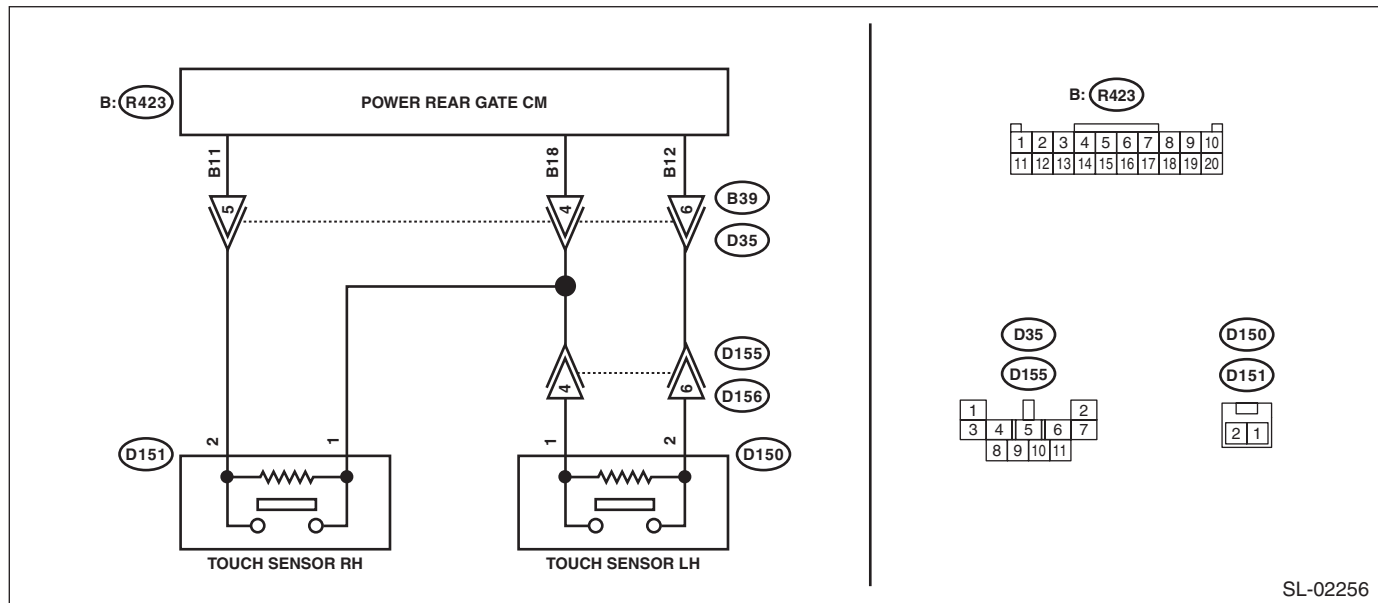 B: R423
POWER REAR GATE CM
B11
B18
B12
5
4
6
B39
D35
4
6
D155
D156
D151
2
1
1
2
D150
TOUCH SENSOR RH
TOUCH SENSOR LH
B: R423
1 2 3 4 5 6 7 8 9 10
11 12 13 14 15 16 17 18 19 20
D35
D155
1 2
3 4 5 6 7
8 9 10 11
D150
D151
2 1
SL-02256